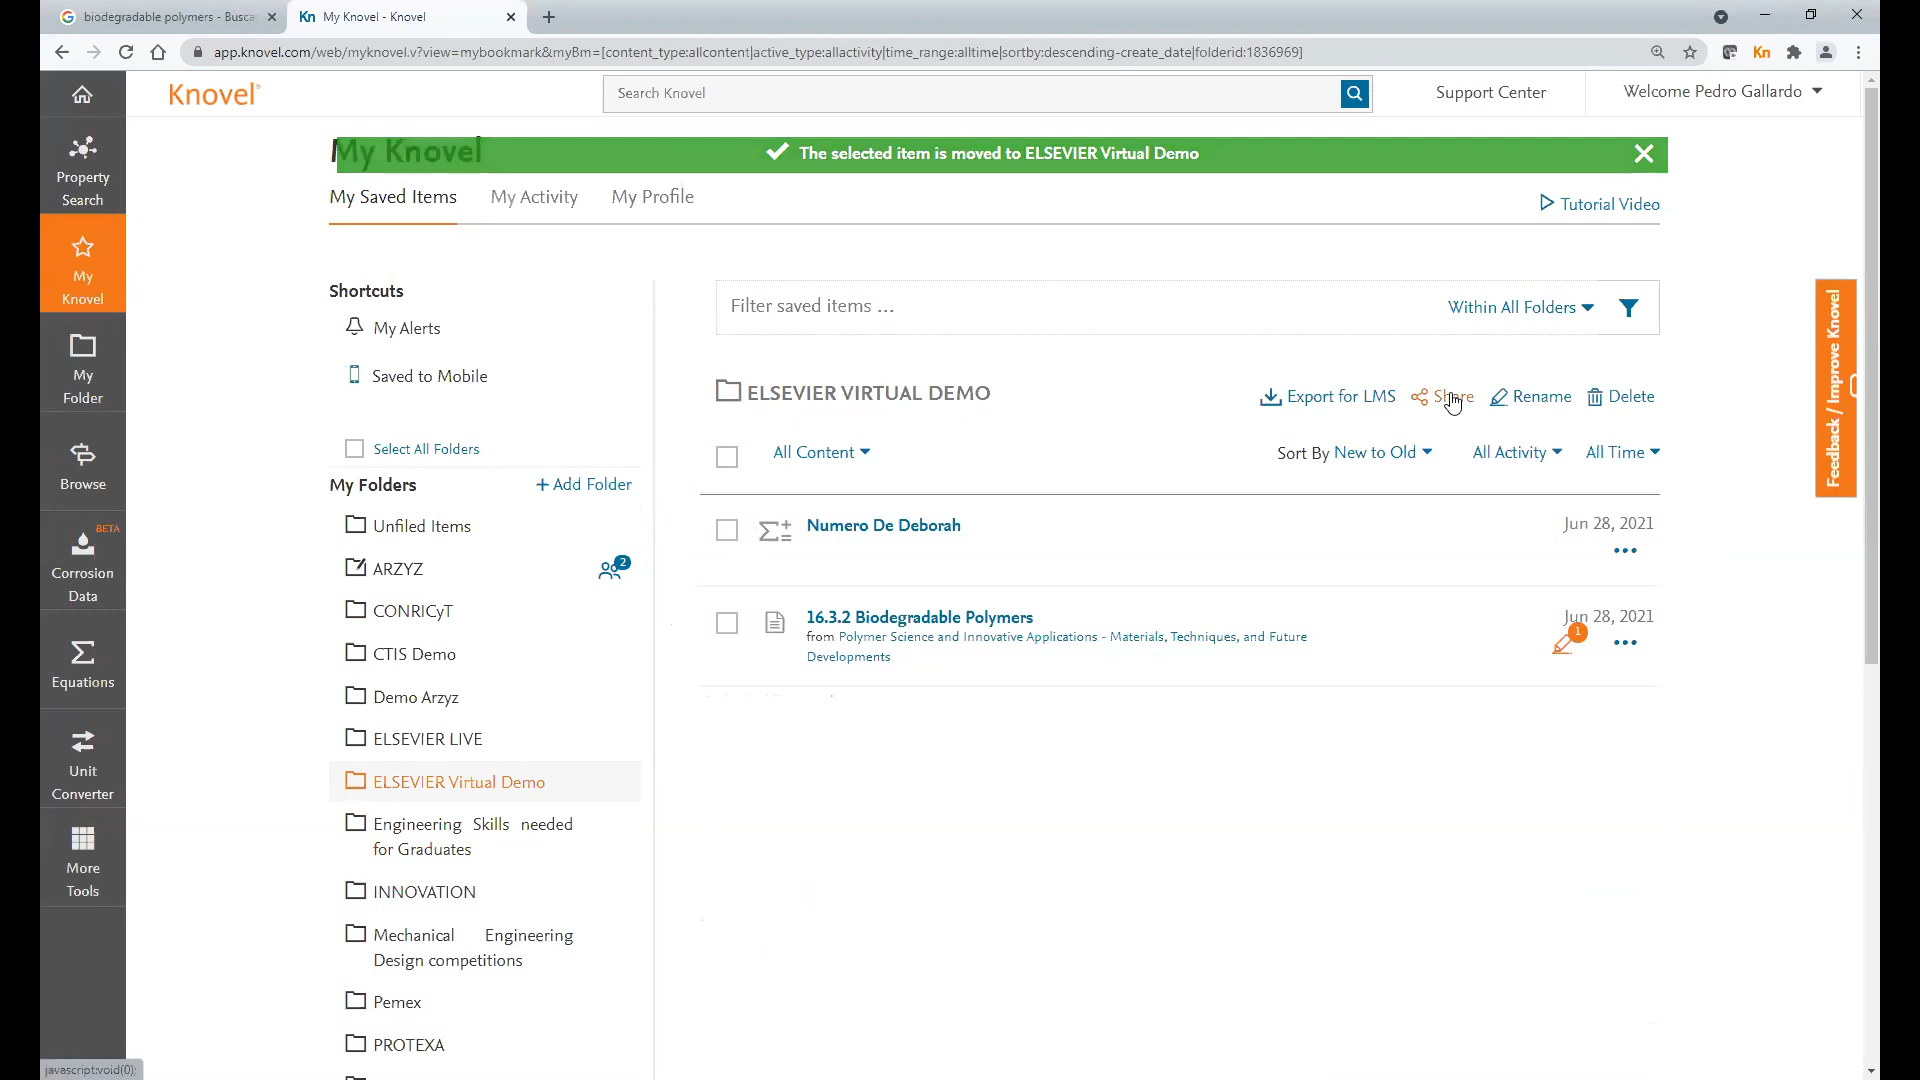 biodegradable polymers - Busca
Kn My Knovel - Knovel
app.knovel.com/web/myknovel.v?view=mybookmark&myBm=[content_type:allcontent|active_type:allactivity|time_range:alltime|sortby:descending-create_date|folderid:1836969]
Kn
Knovel®
Search Knovel
Support Center
Welcome Pedro Gallardo
My Knovel
The selected item is moved to ELSEVIER Virtual Demo
My Saved Items
My Activity
My Profile
Tutorial Video
Property
Search
My
Knovel
My
Folder
Browse
BETA
Corrosion
Data
Equations
Unit
Converter
More
Tools
Shortcuts
My Alerts
Saved to Mobile
Select All Folders
My Folders
+ Add Folder
Unfiled Items
ARZYZ
2
CONRICyT
CTIS Demo
Demo Arzyz
ELSEVIER LIVE
ELSEVIER Virtual Demo
Engineering Skills needed
for Graduates
INNOVATION
Mechanical Engineering
Design competitions
Pemex
PROTEXA
Filter saved items ...
Within All Folders
ELSEVIER VIRTUAL DEMO
Export for LMS
Share
Rename
Delete
All Content
Sort By New to Old
All Activity
All Time
Numero De Deborah
Jun 28, 2021
16.3.2 Biodegradable Polymers
Jun 28, 2021
from Polymer Science and Innovative Applications - Materials, Techniques, and Future
Developments
1
Feedback / Improve Knovel
javascript:void(0);